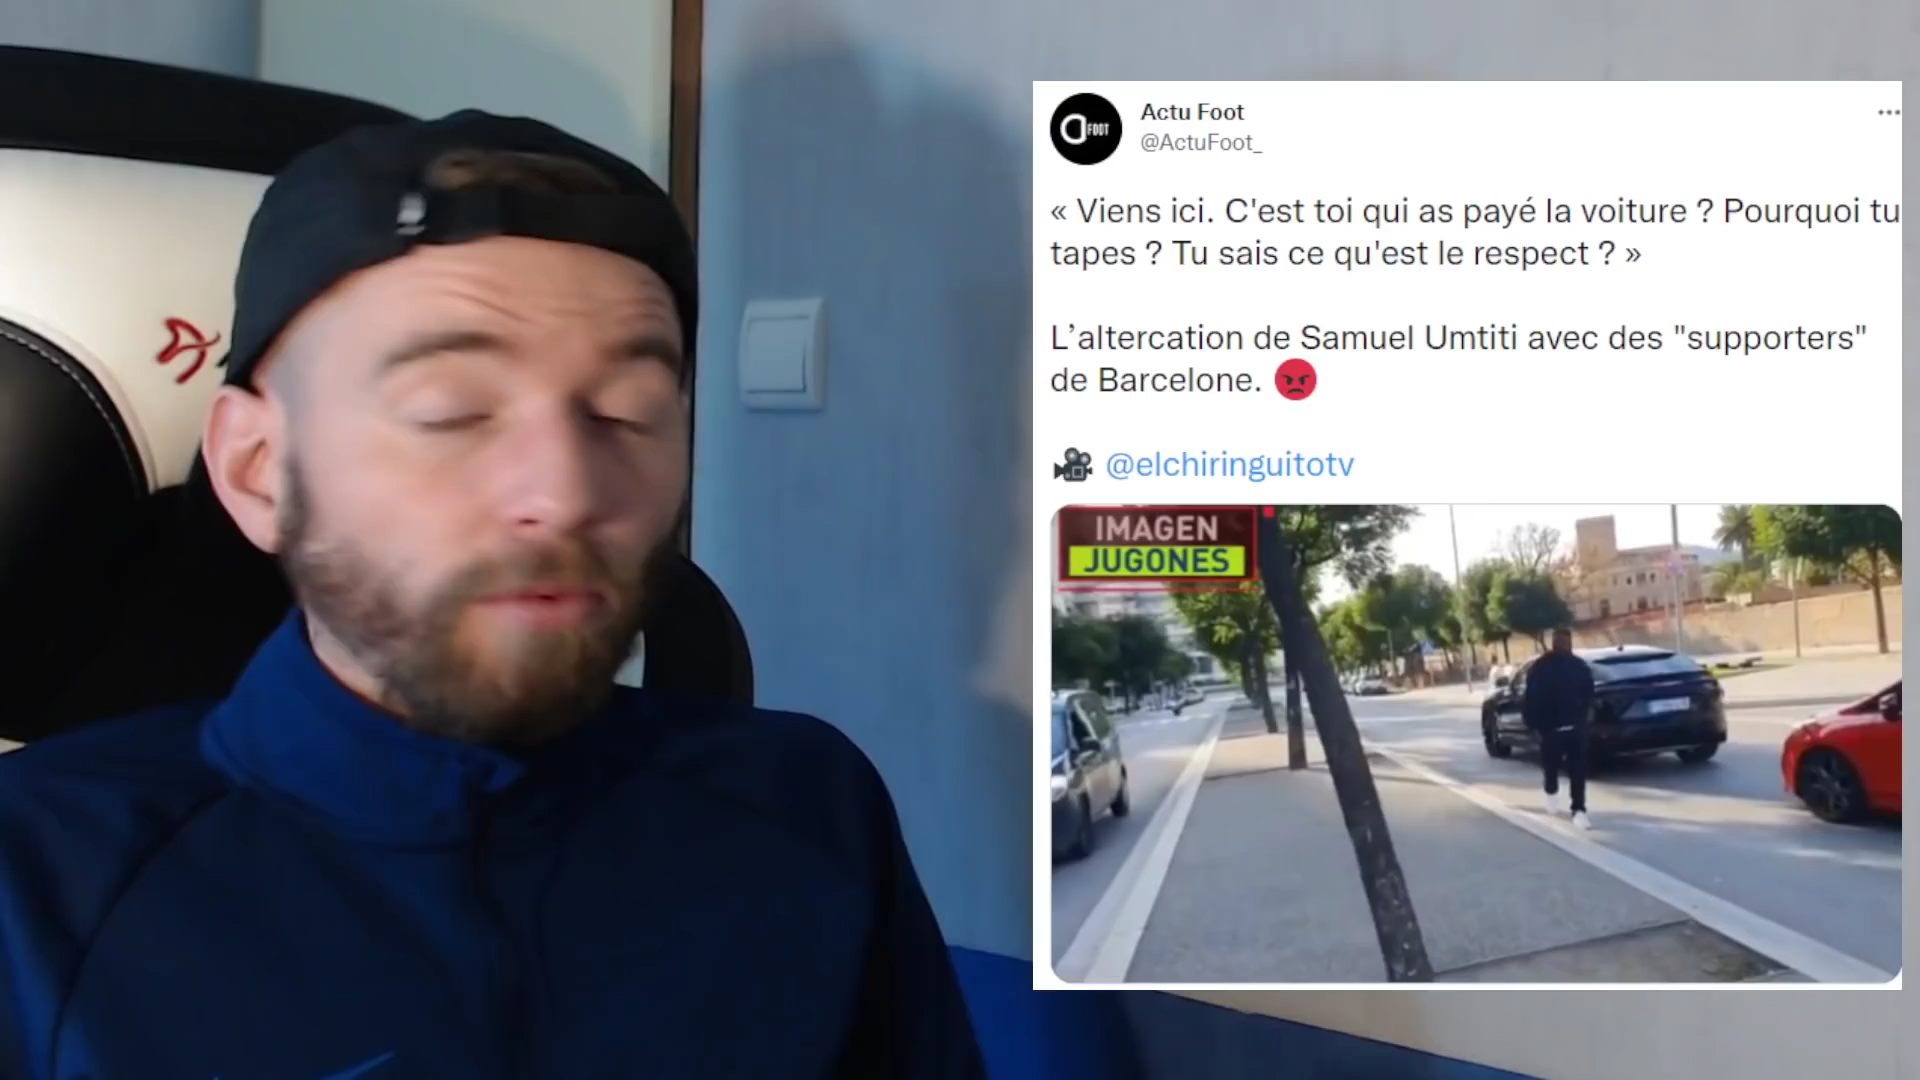 Actu Foot
@ActuFoot_
FOOT
« Viens ici. C'est toi qui as payé la voiture ? Pourquoi tu
tapes ? Tu sais ce qu'est le respect ? »
L’altercation de Samuel Umtiti avec des "supporters"
de Barcelone. 😡
🎥 @elchiringuitotv
IMAGEN
JUGONES